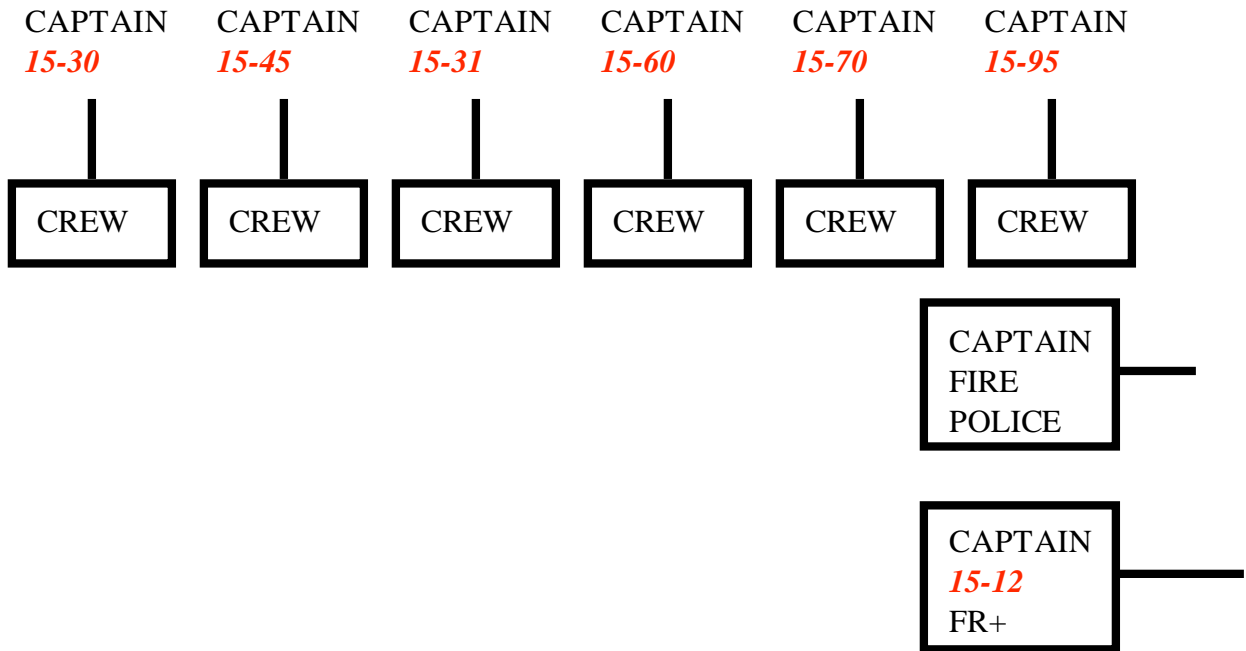 CAPTAIN CAPTAIN CAPTAIN CAPTAIN CAPTAIN CAPTAIN
15-30 15-45 15-31 15-60 15-70 15-95
CREW CREW CREW CREW CREW CREW
CAPTAIN
FIRE
POLICE
CAPTAIN
15-12
FR+